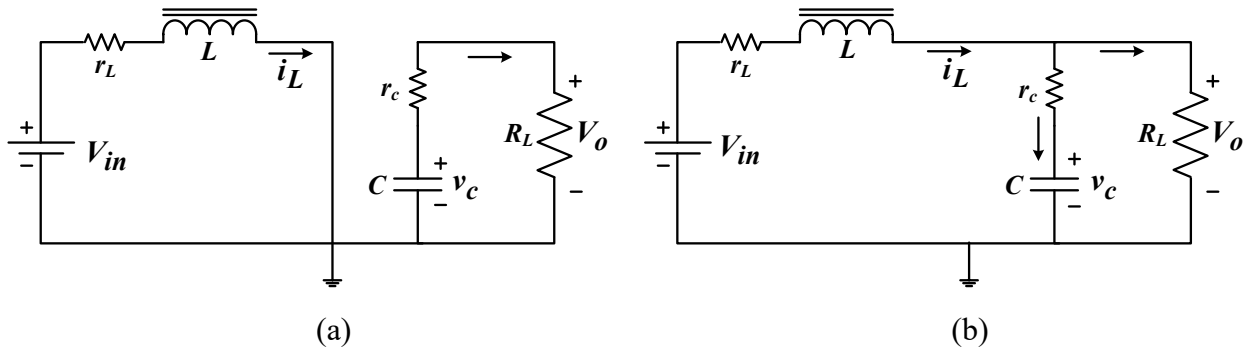 L
r_L
i_L
r_c
+
R_L
V_o
+
V_in
−
C
+
v_c
−
−
(a)
L
r_L
i_L
r_c
+
R_L
V_o
+
V_in
−
C
+
v_c
−
−
(b)